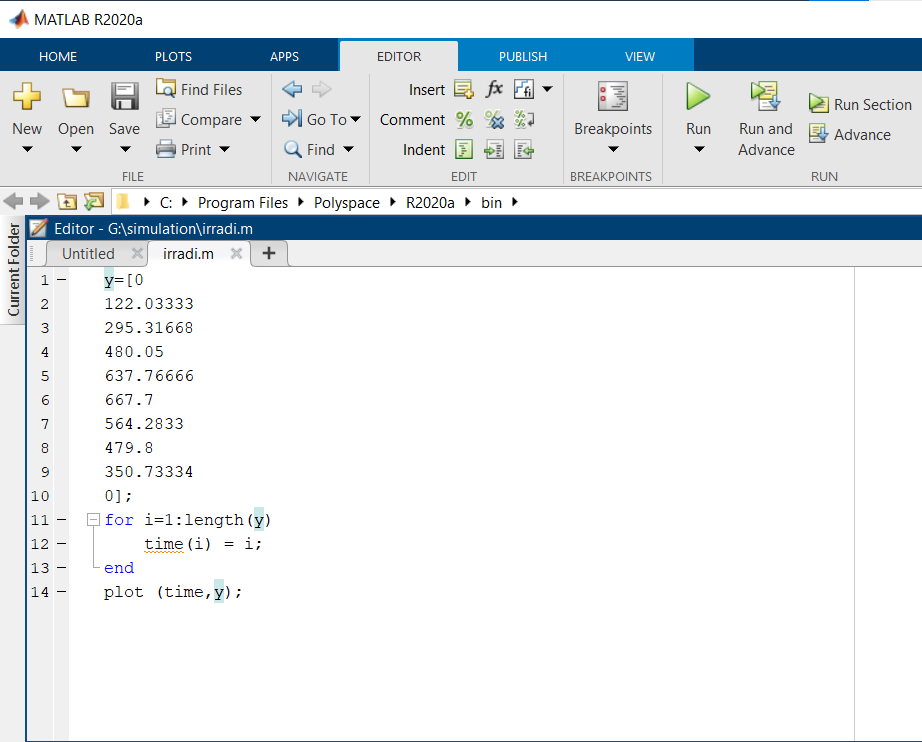 MATLAB R2020a
HOME PLOTS APPS EDITOR PUBLISH VIEW
New Open Save Find Files Compare Print
FILE
Go To Find
NAVIGATE
Insert fx fi
Comment % % %
Indent
EDIT
Breakpoints
BREAKPOINTS
Run Run and Advance Run Section Advance
RUN
C: Program Files Polyspace R2020a bin
Current Folder
Editor - G:\simulation\irradi.m
Untitled irradi.m +
1 – y=[0
2 122.03333
3 295.31668
4 480.05
5 637.76666
6 667.7
7 564.2833
8 479.8
9 350.73334
10 0];
11 – for i=1:length(y)
12 – time(i) = i;
13 – end
14 – plot (time,y);